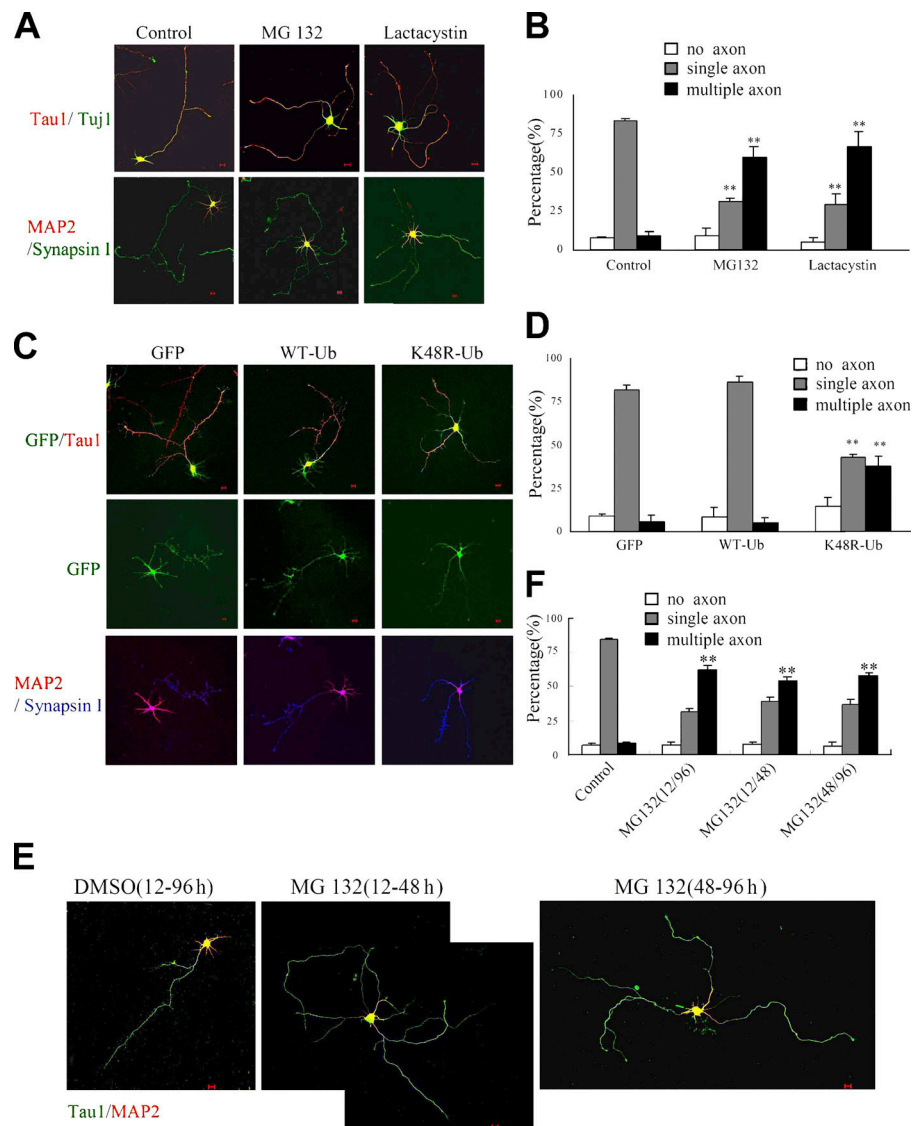 A
Control MG 132 Lactacystin
Tau1/ Tuj1
MAP2
/Synapsin I
B
no axon
single axon
multiple axon
Percentage(%)
100
75
50
25
0
** ** ** **
Control MG132 Lactacystin
C
GFP WT-Ub K48R-Ub
GFP/Tau1
GFP
MAP2
/ Synapsin I
D
no axon
single axon
multiple axon
Percentage(%)
100
75
50
25
0
** **
GFP WT-Ub K48R-Ub
F
no axon
single axon
multiple axon
Percentage(%)
100
75
50
25
0
** ** **
Control MG132(12/96) MG132(12/48) MG132(48/96)
E
DMSO(12-96 h) MG 132(12-48 h) MG 132(48-96h)
Tau1/MAP2